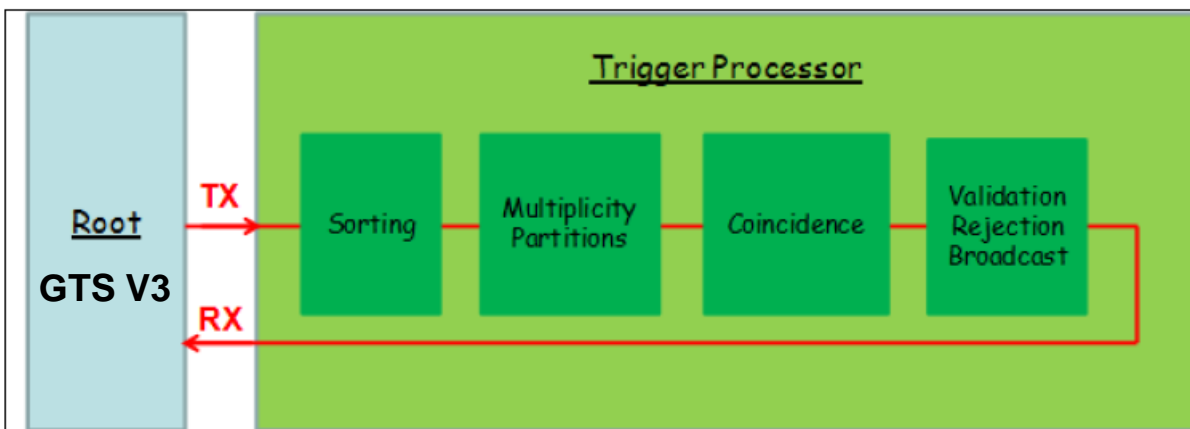 Trigger Processor
Root
GTS V3
TX
RX
Sorting
Multiplicity
Partitions
Coincidence
Validation
Rejection
Broadcast